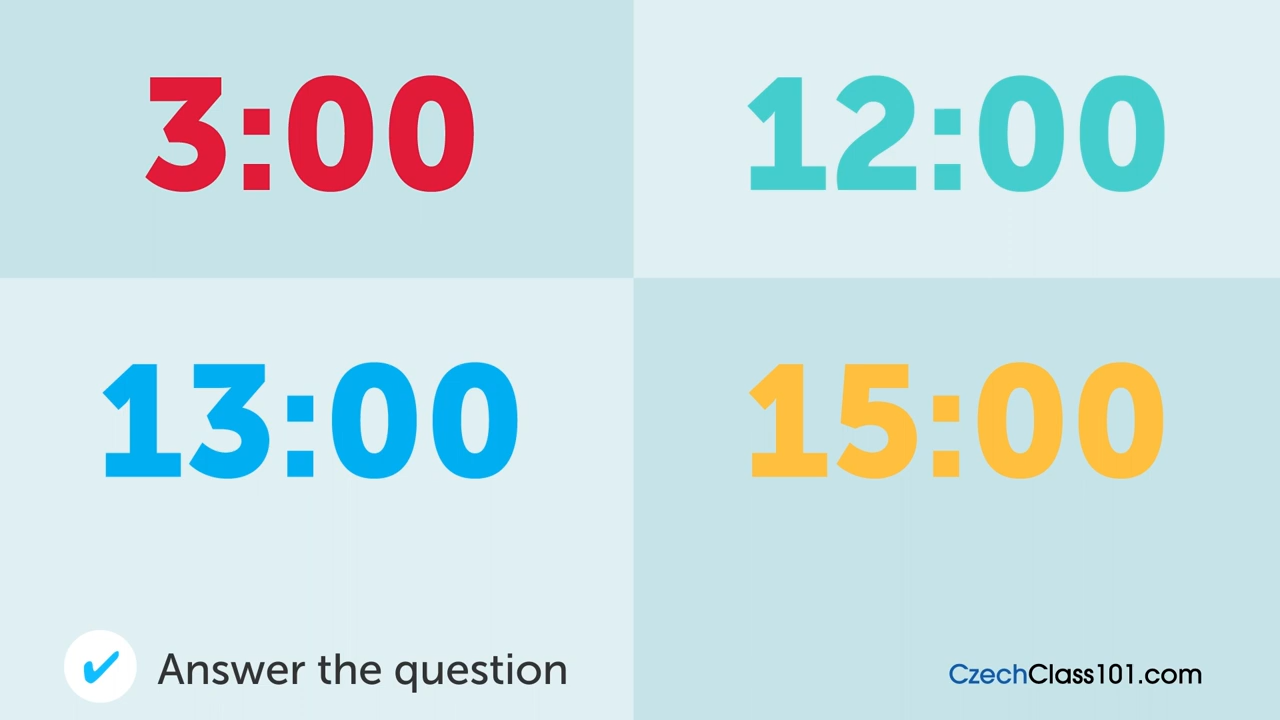 3:00
12:00
13:00
15:00
✔ Answer the question
CzechClass101.com